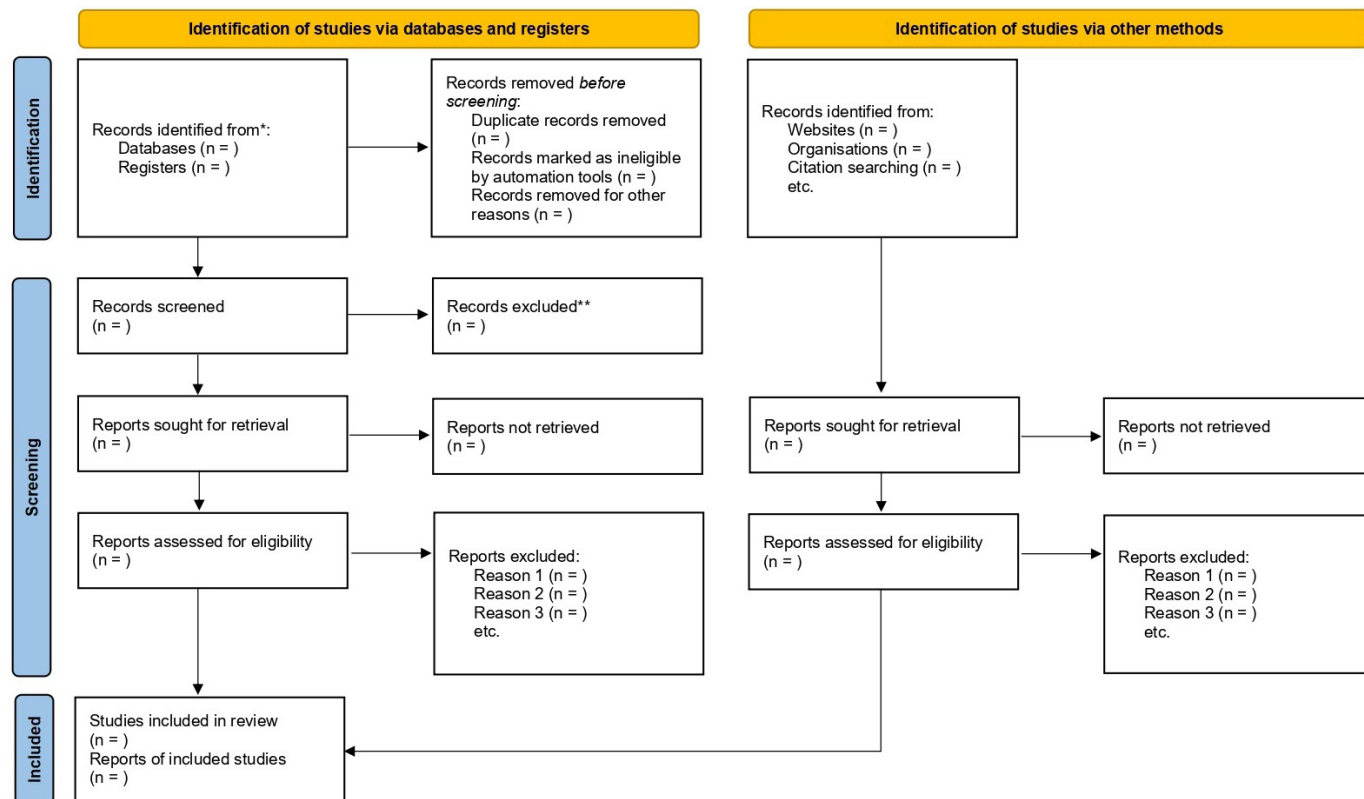 Identification of studies via databases and registers
Identification of studies via other methods
Identification
Records identified from*:
Databases (n = )
Registers (n = )
Records removed before
screening:
Duplicate records removed
(n = )
Records marked as ineligible
by automation tools (n = )
Records removed for other
reasons (n = )
Records identified from:
Websites (n = )
Organisations (n = )
Citation searching (n = )
etc.
Screening
Records screened
(n = )
Records excluded**
(n = )
Reports sought for retrieval
(n = )
Reports not retrieved
(n = )
Reports sought for retrieval
(n = )
Reports not retrieved
(n = )
Reports assessed for eligibility
(n = )
Reports excluded:
Reason 1 (n = )
Reason 2 (n = )
Reason 3 (n = )
etc.
Reports assessed for eligibility
(n = )
Reports excluded:
Reason 1 (n = )
Reason 2 (n = )
Reason 3 (n = )
etc.
Included
Studies included in review
(n = )
Reports of included studies
(n = )